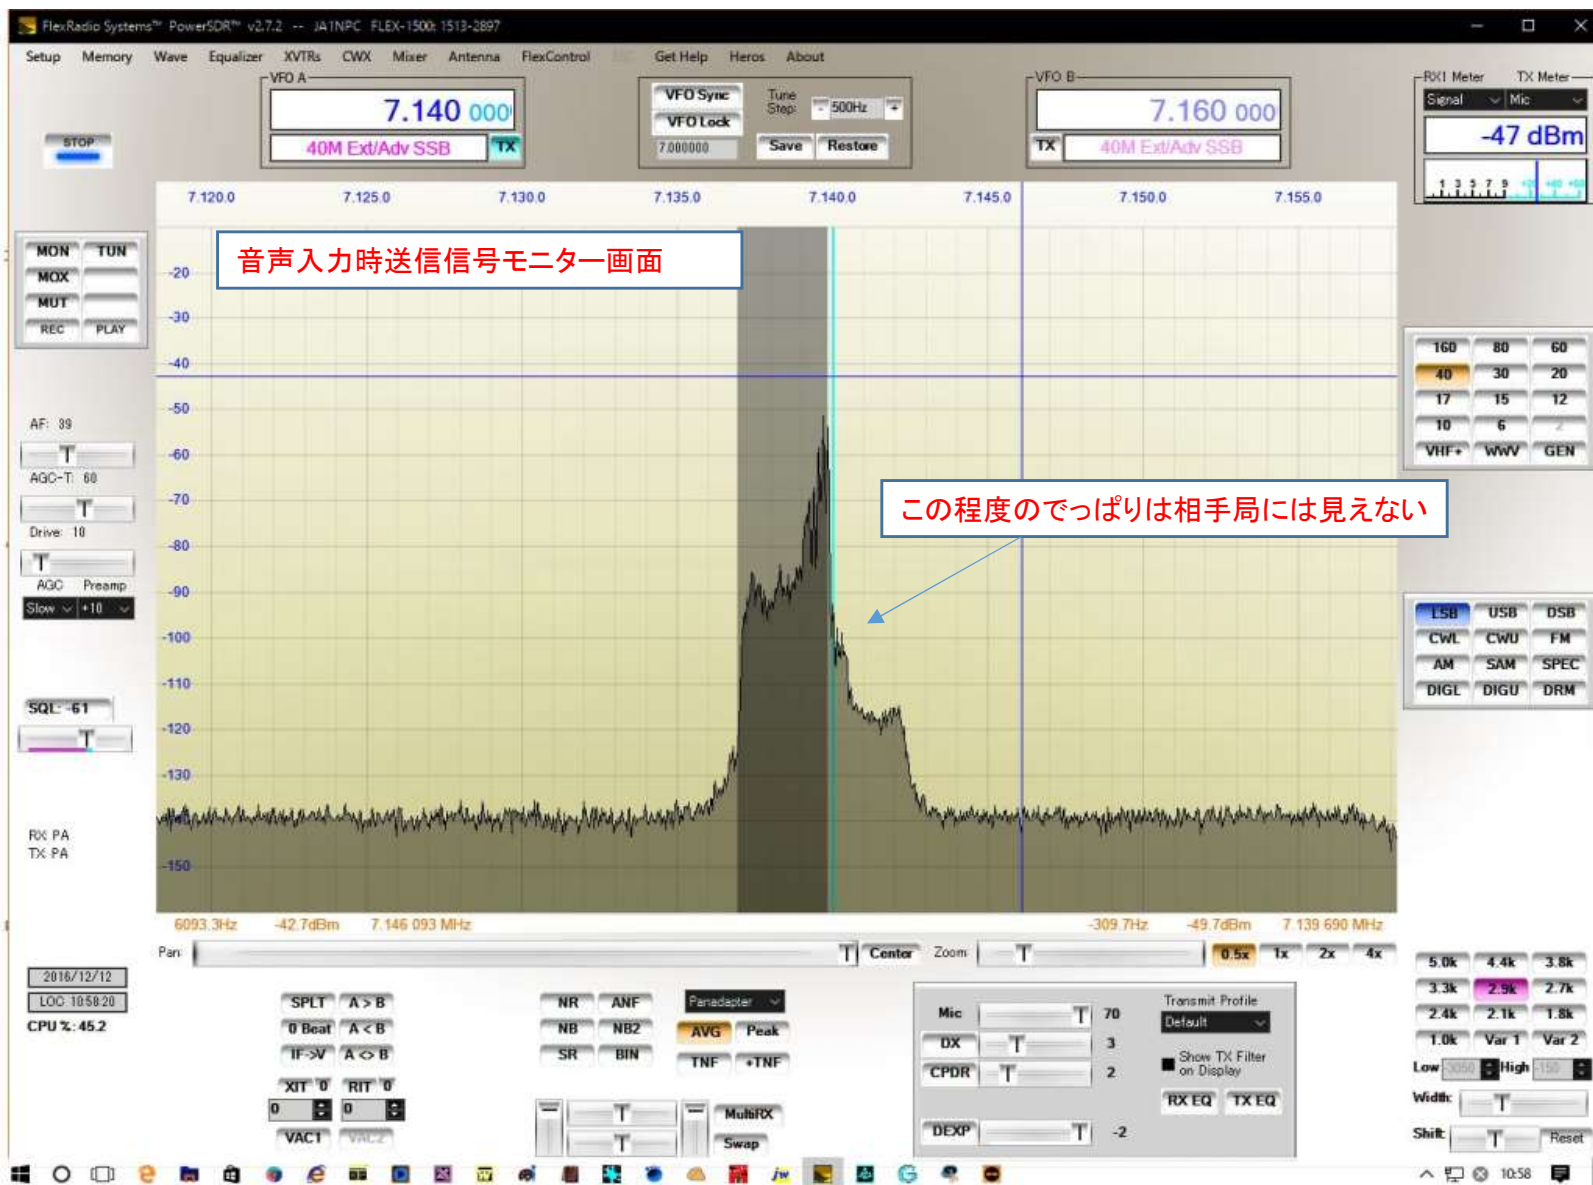 FlexRadio Systems™ PowerSDR™ v2.7.2 -- JA1NPC FLEX-1500: 1513-2897
Setup Memory Wave Equalizer XVTRs CWX Mixer Antenna FlexControl Get Help Heros About
VFO A
7.140 000
40M Ext/Adv SSB TX
VFO Sync
VFO Lock
7.000000
Tune Step: - 500Hz +
Save Restore
VFO B
7.160 000
TX 40M Ext/Adv SSB
RX1 Meter TX Meter
Signal Mic
-47 dBm
1 3 5 7 9 +20 +40 +60
STOP
7.120.0 7.125.0 7.130.0 7.135.0 7.140.0 7.145.0 7.150.0 7.155.0
MON TUN
MOX
MUT
REC PLAY
音声入力時送信信号モニター画面
-20
-30
-40
-50
-60
-70
-80
-90
-100
-110
-120
-130
-140
-150
この程度のでっぱりは相手局には見えない
AF: 39
AGC-T: 60
Drive: 10
AGC Preamp
Slow +10
SQL: -61
RX PA
TX PA
160 80 60
40 30 20
17 15 12
10 6 2
VHF+ WWV GEN
LSB USB DSB
CWL CWU FM
AM SAM SPEC
DIGL DIGU DRM
6093.3Hz -42.7dBm 7.146 093 MHz
-309.7Hz -49.7dBm 7.139 690 MHz
Pan: Center Zoom: 0.5x 1x 2x 4x
2016/12/12
LOC 10:58:20
CPU %: 45.2
SPLT A > B
0 Beat A < B
IF->V A <> B
XIT 0 RIT 0
0 0
VAC1 VAC2
NR ANF
NB NB2
SR BIN
Panadapter
AVG Peak
TNF +TNF
MultiRX
Swap
Mic 70
DX 3
CPDR 2
DEXP -2
Transmit Profile
Default
Show TX Filter on Display
RX EQ TX EQ
5.0k 4.4k 3.8k
3.3k 2.9k 2.7k
2.4k 2.1k 1.8k
1.0k Var 1 Var 2
Low -3050 High -150
Width:
Shift: Reset
10:58